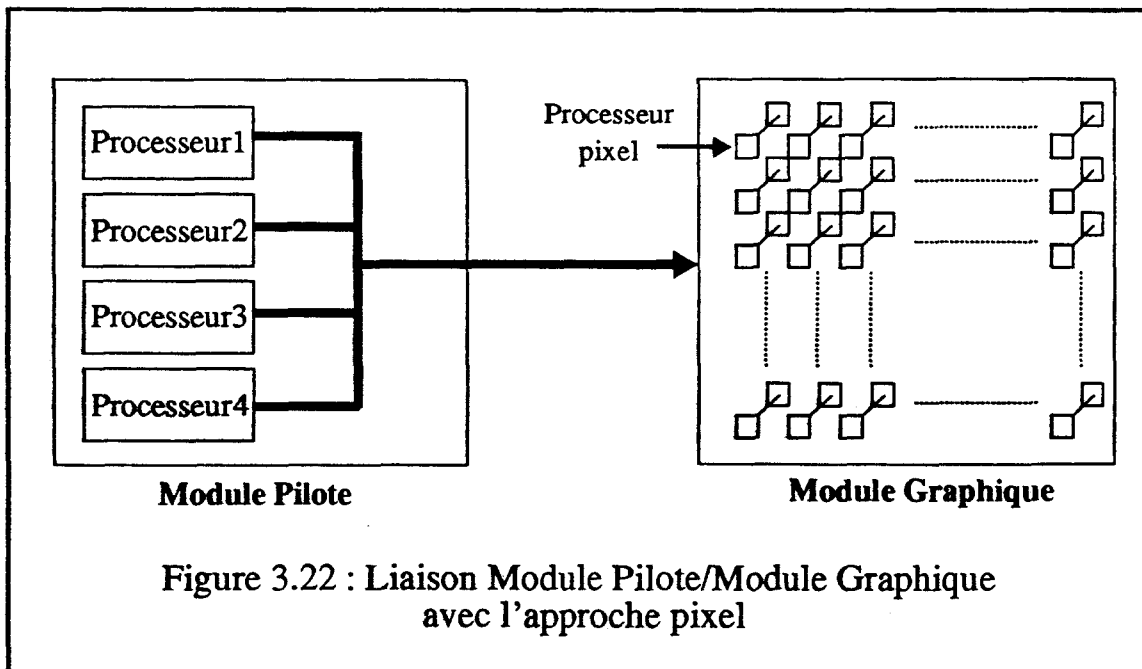 Processeur1
Processeur2
Processeur3
Processeur4
Module Pilote
Processeur
pixel
Module Graphique
Figure 3.22 : Liaison Module Pilote/Module Graphique
avec l'approche pixel